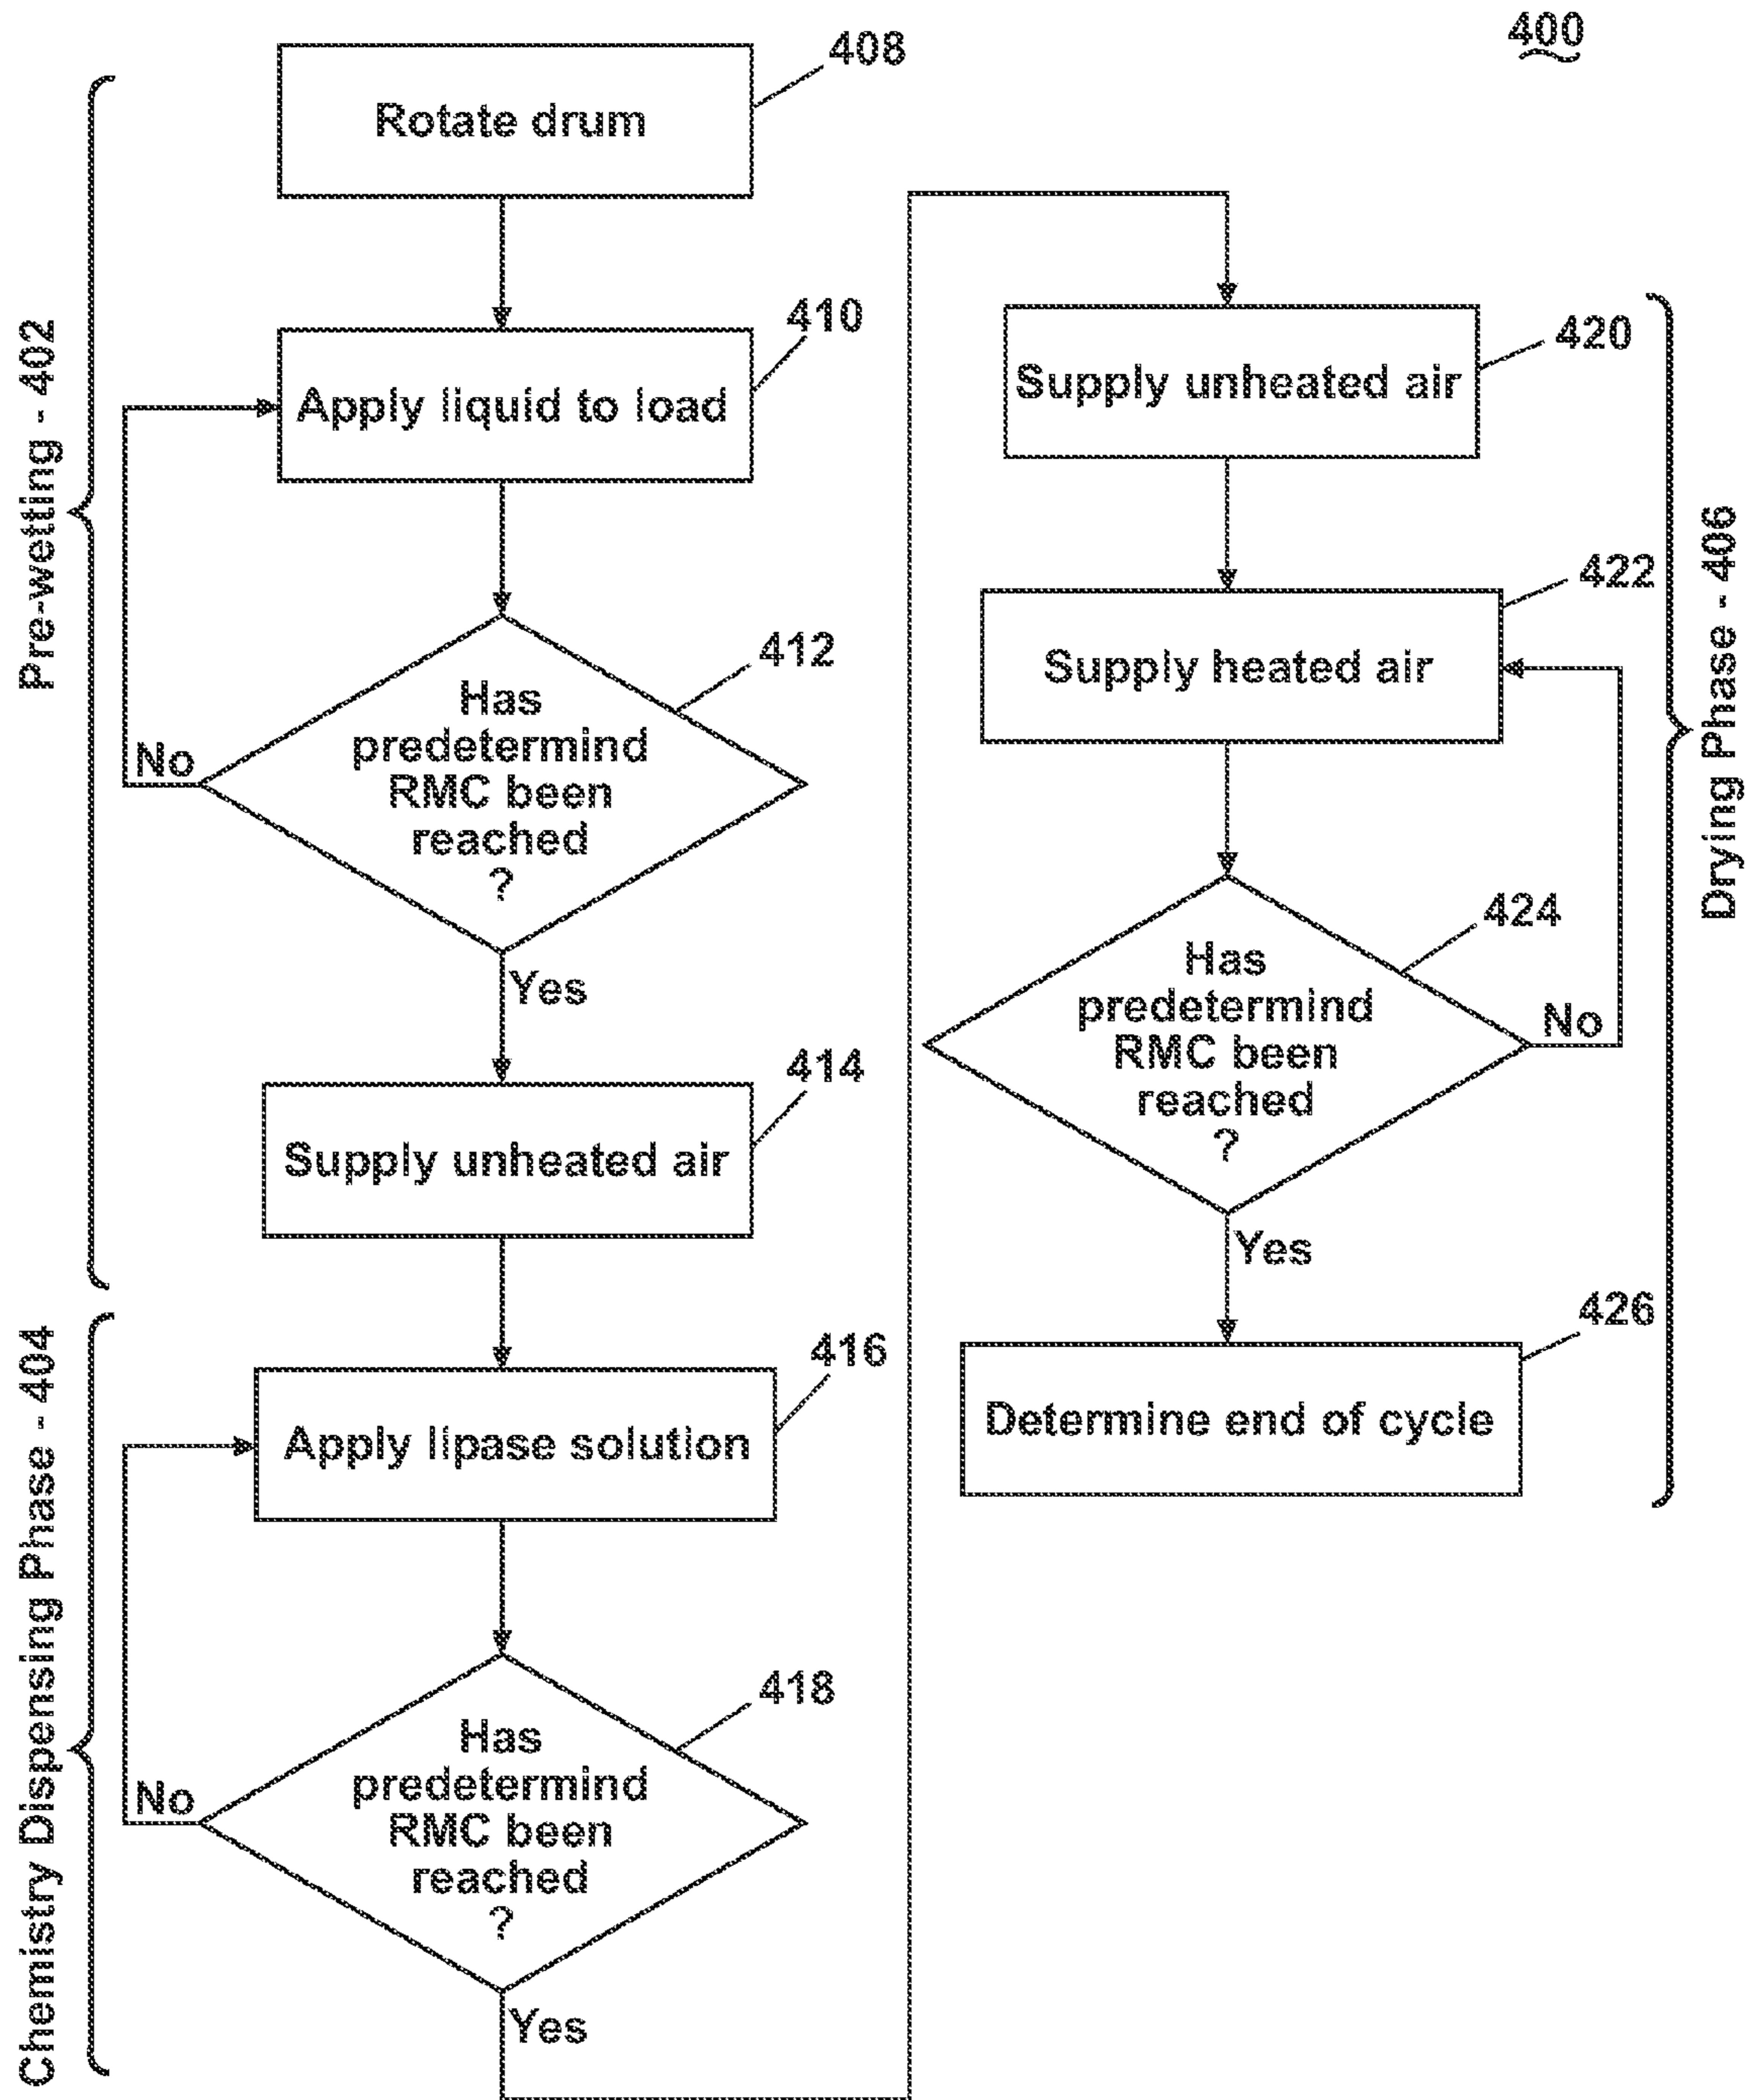 400
Pre-wetting - 402
408
Rotate drum
410
Apply liquid to load
412
Has
predetermind
RMC been
reached
?
No
Yes
414
Supply unheated air
Chemistry Dispensing Phase - 404
416
Apply lipase solution
418
Has
predetermind
RMC been
reached
?
No
Yes
Drying Phase - 406
420
Supply unheated air
422
Supply heated air
424
Has
predetermind
RMC been
reached
?
No
Yes
426
Determine end of cycle